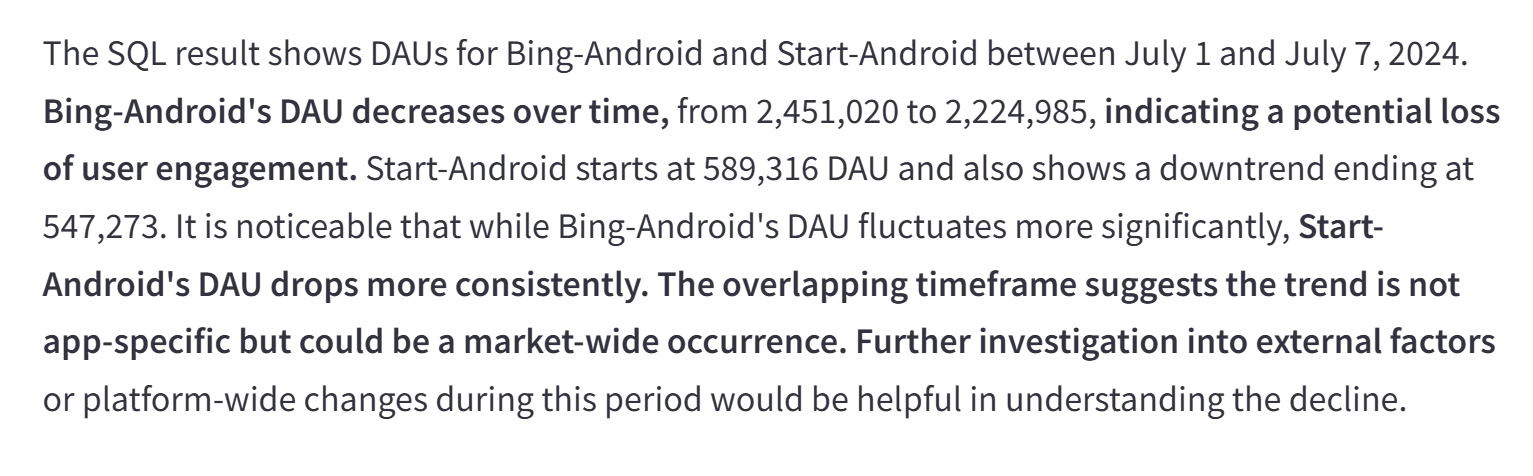 The SQL result shows DAUs for Bing-Android and Start-Android between July 1 and July 7, 2024.
Bing-Android's DAU decreases over time, from 2,451,020 to 2,224,985, indicating a potential loss
of user engagement. Start-Android starts at 589,316 DAU and also shows a downtrend ending at
547,273. It is noticeable that while Bing-Android's DAU fluctuates more significantly, Start-
Android's DAU drops more consistently. The overlapping timeframe suggests the trend is not
app-specific but could be a market-wide occurrence. Further investigation into external factors
or platform-wide changes during this period would be helpful in understanding the decline.